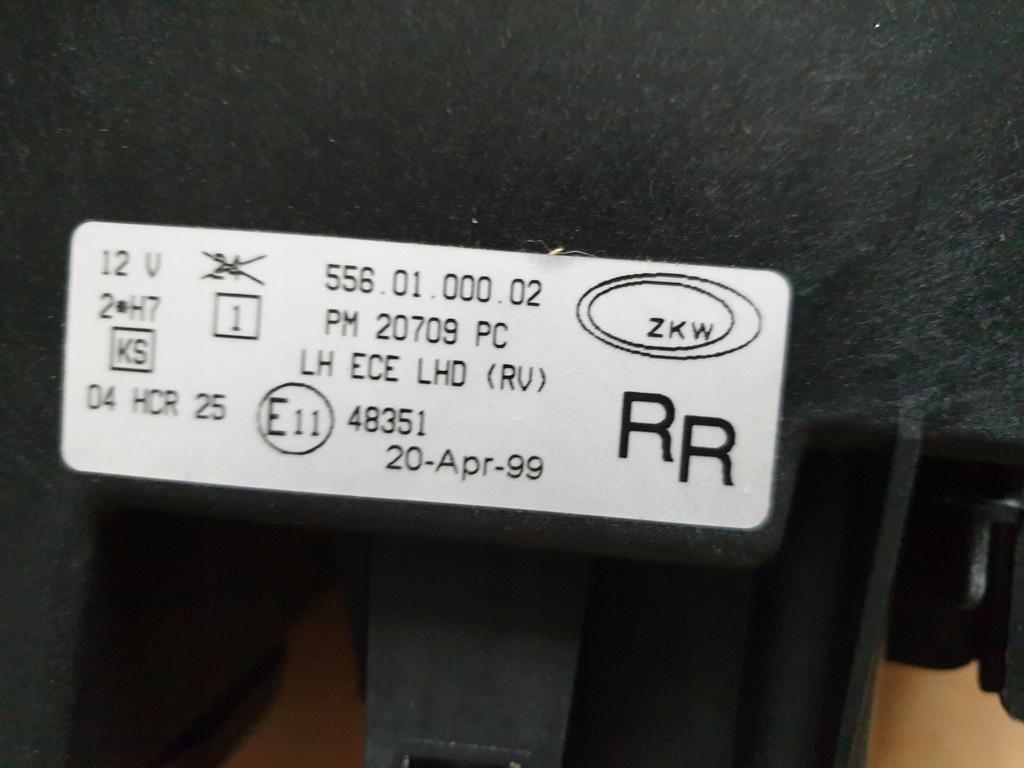 12 V 24 556.01.000.02
2*H7 1 PM 20709 PC
KS LH ECE LHD (RV)
04 HCR 25 E11 48351
20-Apr-99
ZKW
RR